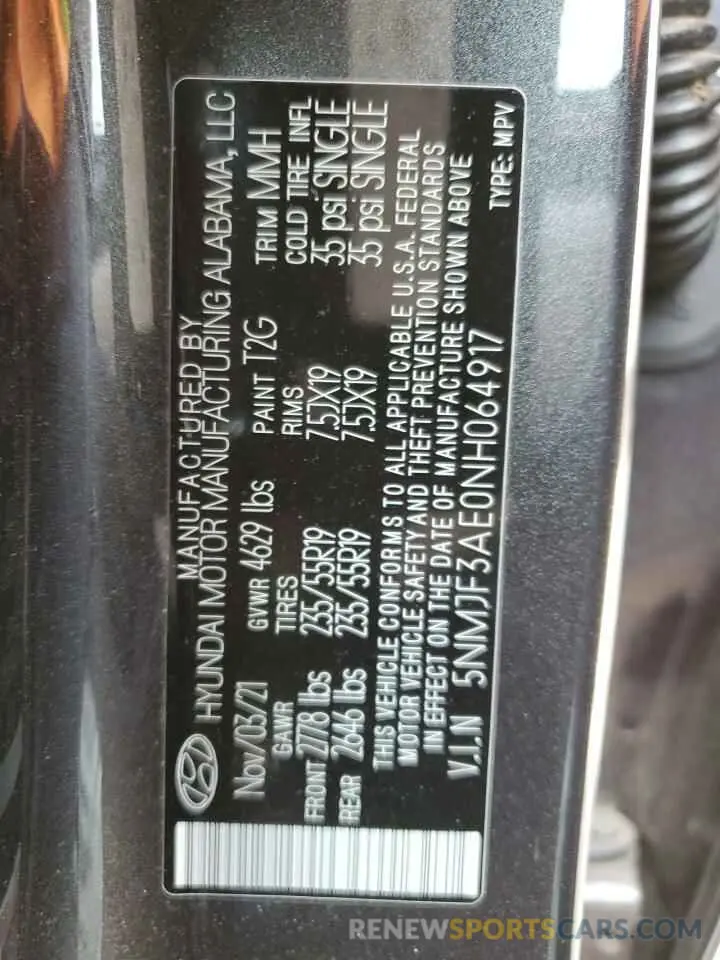 MANUFACTURED BY
HYUNDAI MOTOR MANUFACTURING ALABAMA, LLC
Nov/03/21 GVWR 4629 lbs PAINT T2G TRIM MMH
GAWR TIRES RIMS COLD TIRE INFL
FRONT 2778 lbs 235/55R19 7.5JX19 35 psi SINGLE
REAR 2646 lbs 235/55R19 7.5JX19 35 psi SINGLE
THIS VEHICLE CONFORMS TO ALL APPLICABLE U.S.A. FEDERAL
MOTOR VEHICLE SAFETY AND THEFT PREVENTION STANDARDS
IN EFFECT ON THE DATE OF MANUFACTURE SHOWN ABOVE
V.I.N 5NMJF3AE0NH064917 TYPE: MPV
RENEWSPORTSCARS.COM